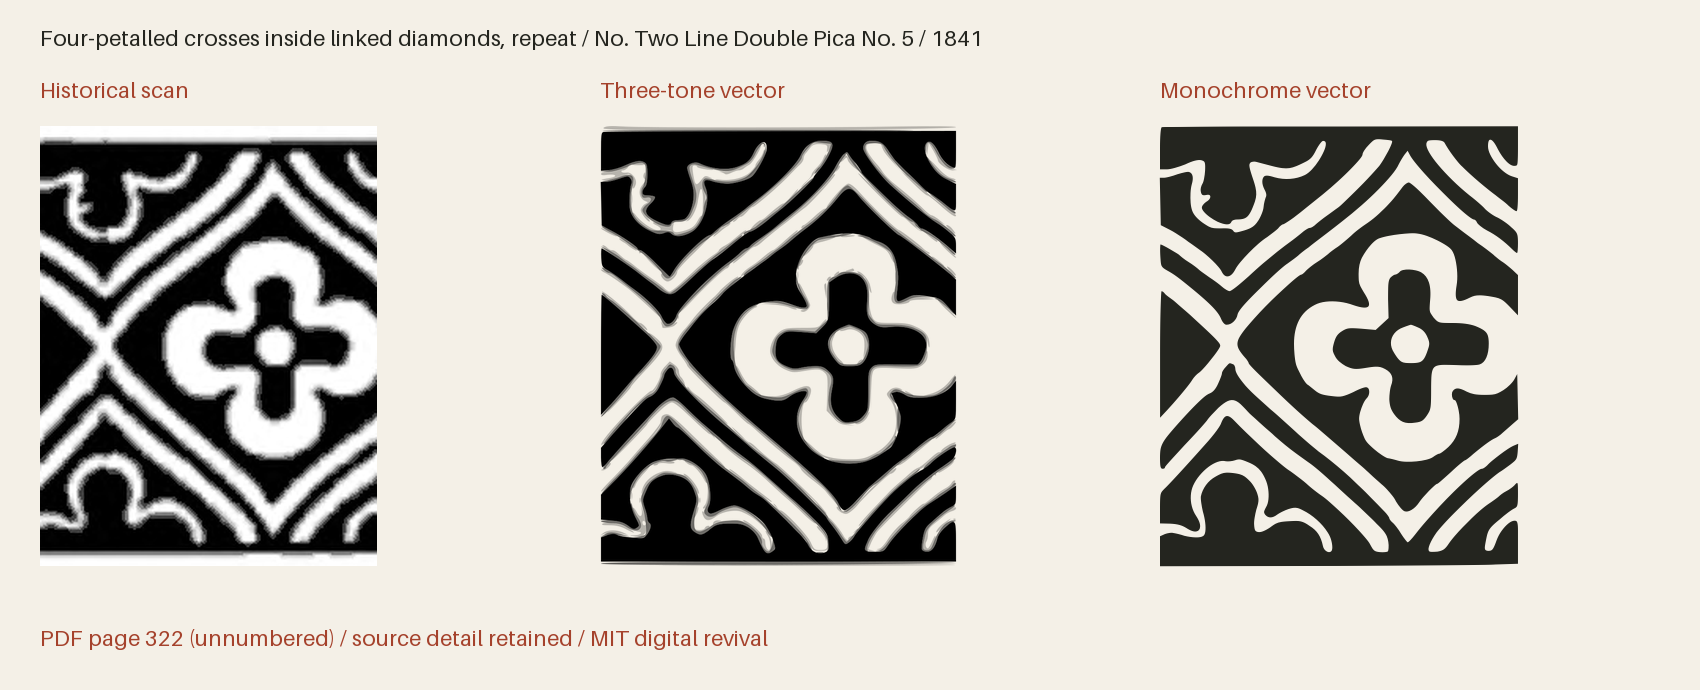 Four-petalled crosses inside linked diamonds, repeat / No. Two Line Double Pica No. 5 / 1841
Historical scan
Three-tone vector
Monochrome vector
PDF page 322 (unnumbered) / source detail retained / MIT digital revival